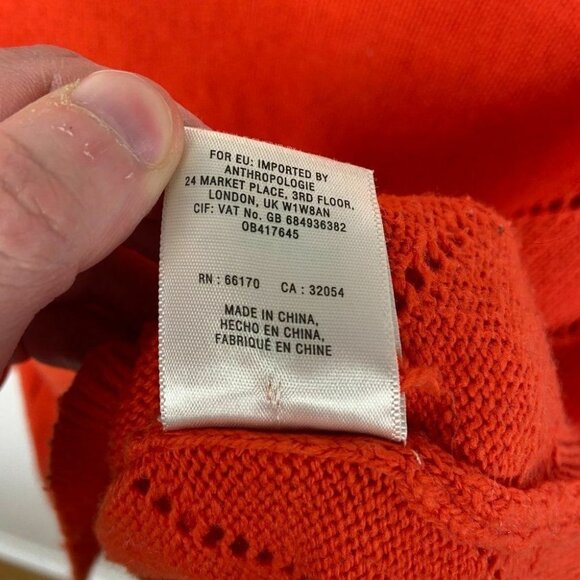 FOR EU: IMPORTED BY
ANTHROPOLOGIE
24 MARKET PLACE, 3RD FLOOR,
LONDON, UK W1W8AN
CIF: VAT No. GB 684936382
OB417645
RN : 66170 CA : 32054
MADE IN CHINA,
HECHO EN CHINA,
FABRIQUÉ EN CHINE